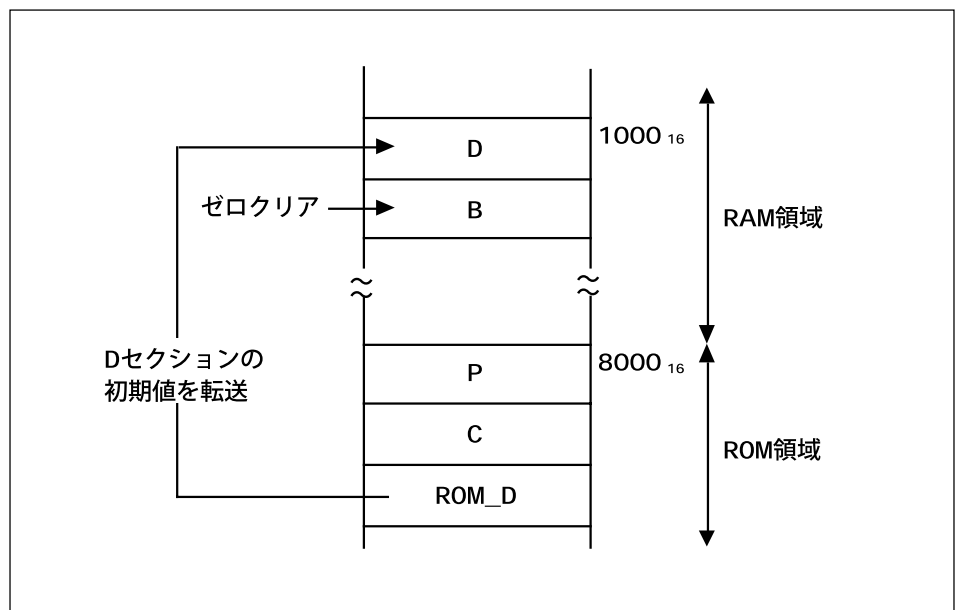 D
1000 16
ゼロクリア
B
RAM領域
Dセクションの
初期値を転送
P
8000 16
C
ROM領域
ROM_D